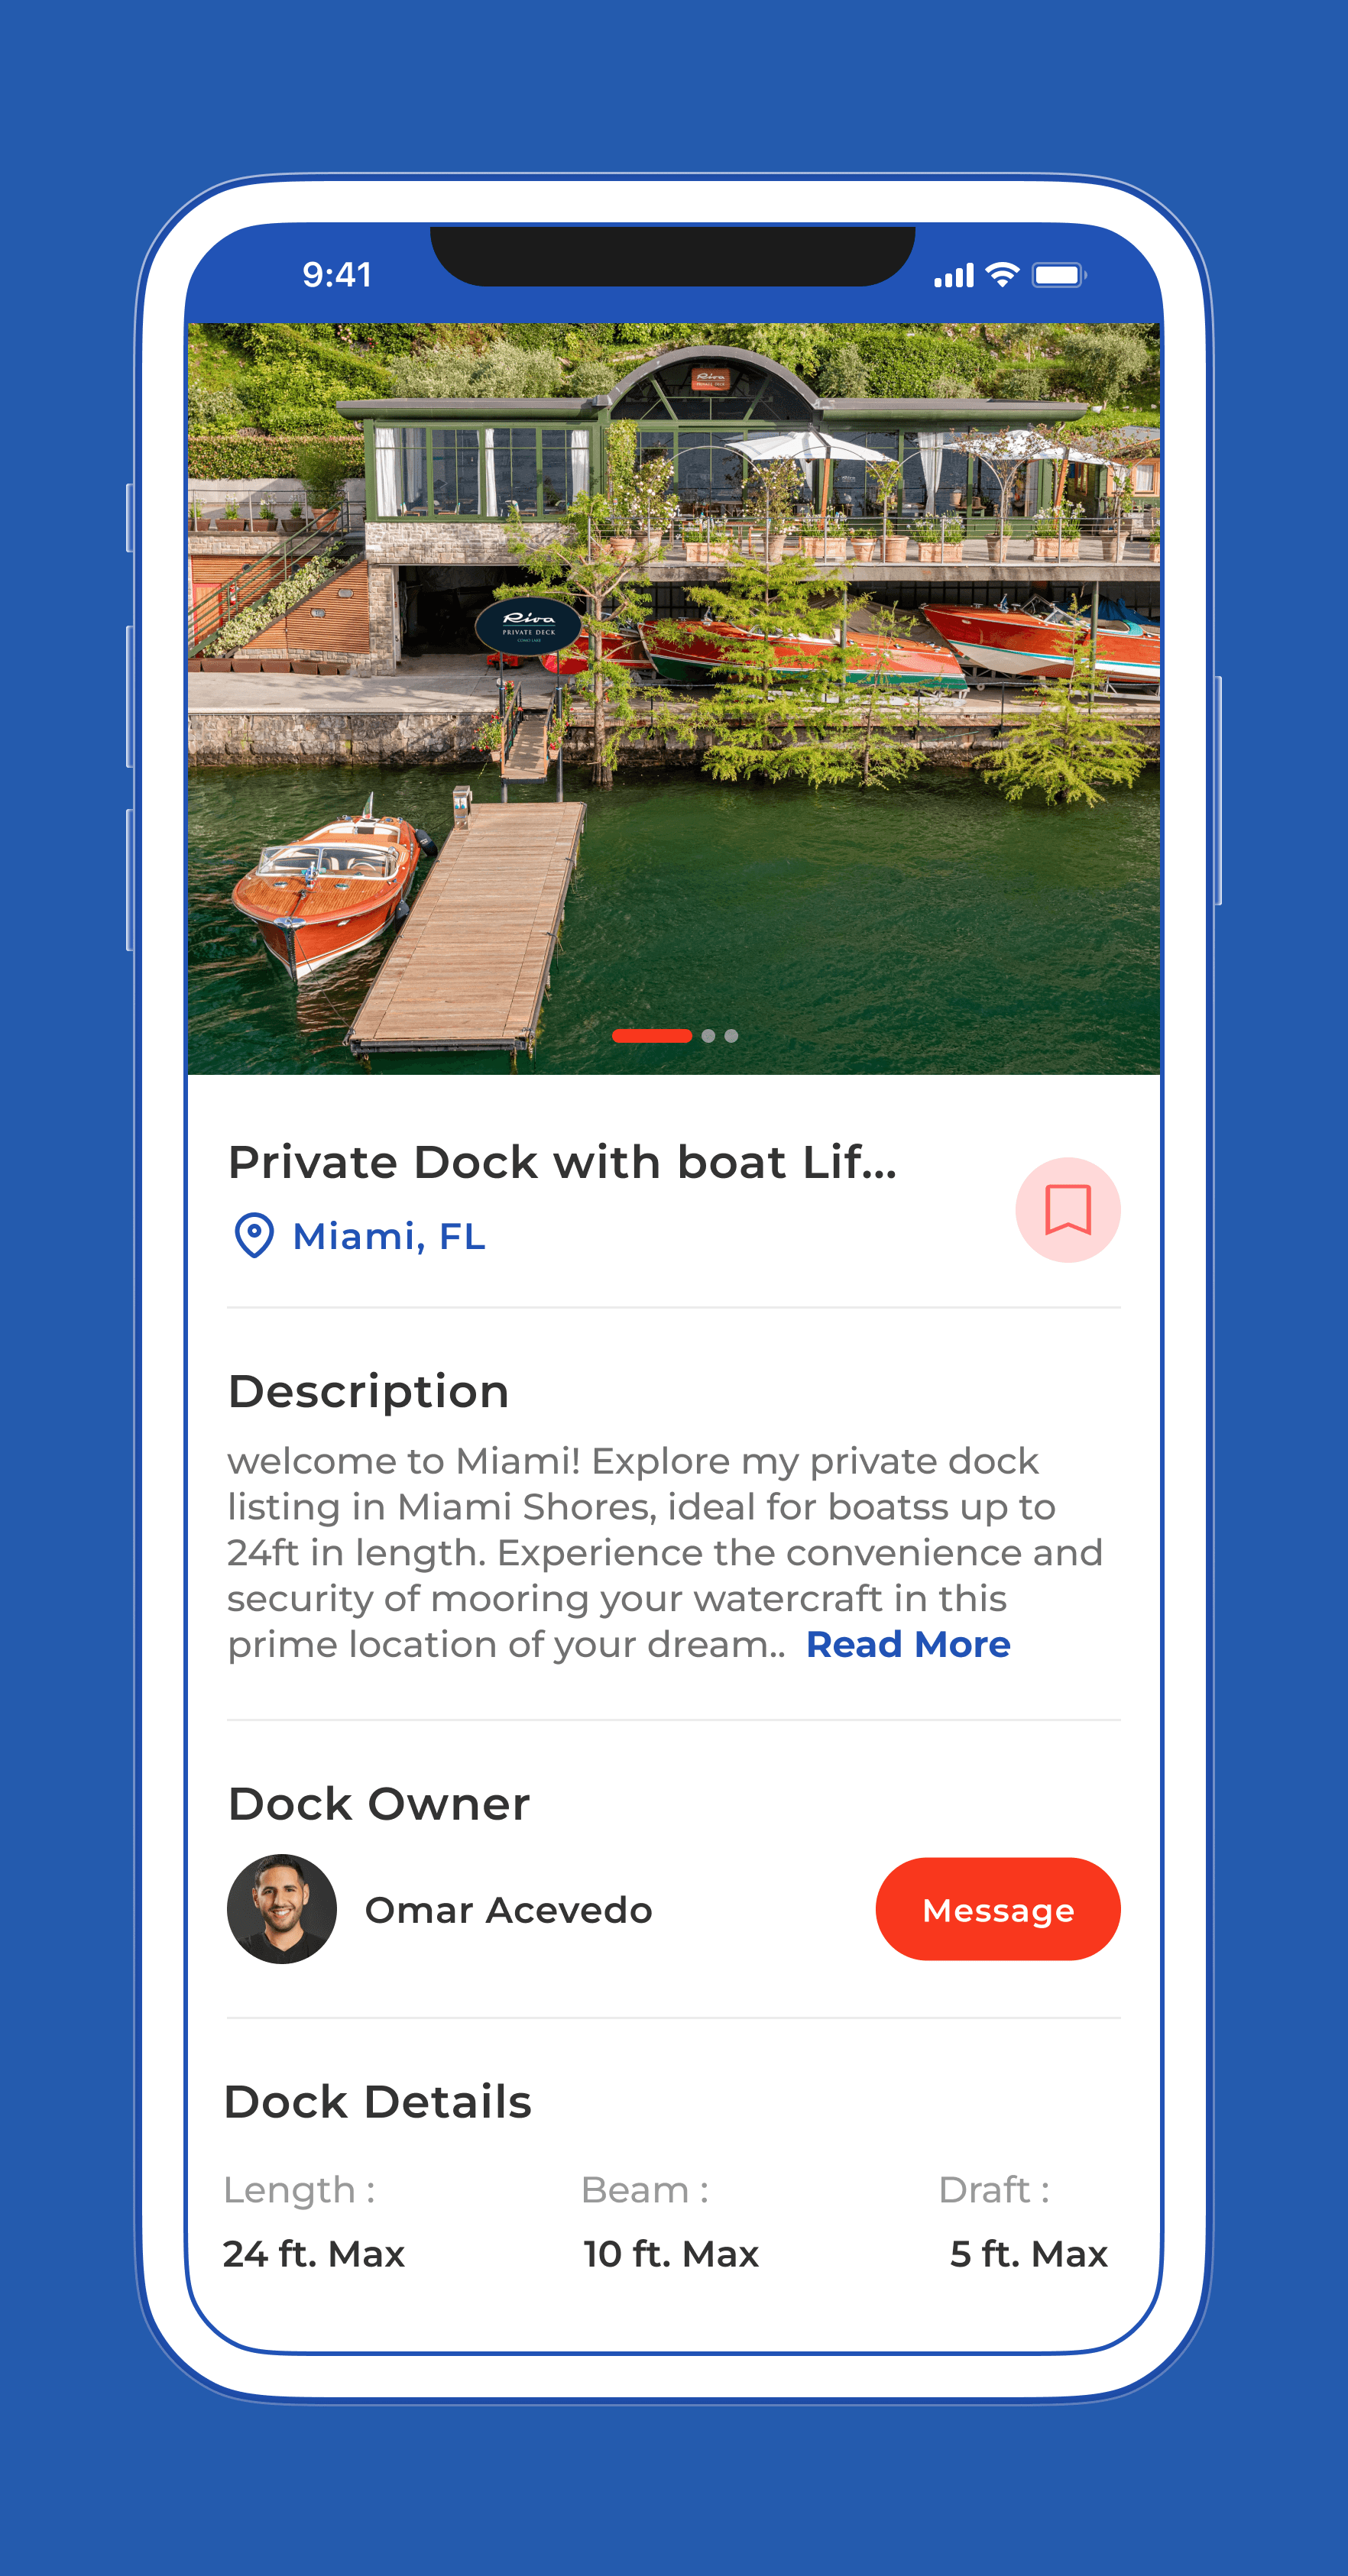 9:41
Riva
Riva
PRIVATE DECK
COMO LAKE
Private Dock with boat Lif...
Miami, FL
Description
welcome to Miami! Explore my private dock
listing in Miami Shores, ideal for boatss up to
24ft in length. Experience the convenience and
security of mooring your watercraft in this
prime location of your dream.. Read More
Dock Owner
Omar Acevedo
Message
Dock Details
Length : Beam : Draft :
24 ft. Max 10 ft. Max 5 ft. Max